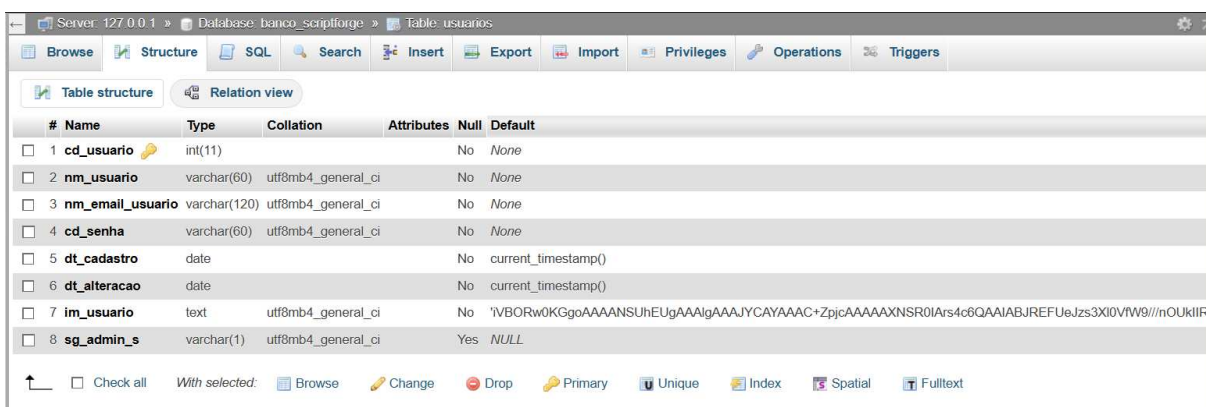 Server: 127.0.0.1 » Database: banco_scriptforge » Table: usuarios
Browse Structure SQL Search Insert Export Import Privileges Operations Triggers
Table structure Relation view
# Name Type Collation Attributes Null Default
1 cd_usuario int(11) No None
2 nm_usuario varchar(60) utf8mb4_general_ci No None
3 nm_email_usuario varchar(120) utf8mb4_general_ci No None
4 cd_senha varchar(60) utf8mb4_general_ci No None
5 dt_cadastro date No current_timestamp()
6 dt_alteracao date No current_timestamp()
7 im_usuario text utf8mb4_general_ci No
8 sg_admin_s varchar(1) utf8mb4_general_ci Yes NULL
Check all With selected: Browse Change Drop Primary Unique Index Spatial Fulltext